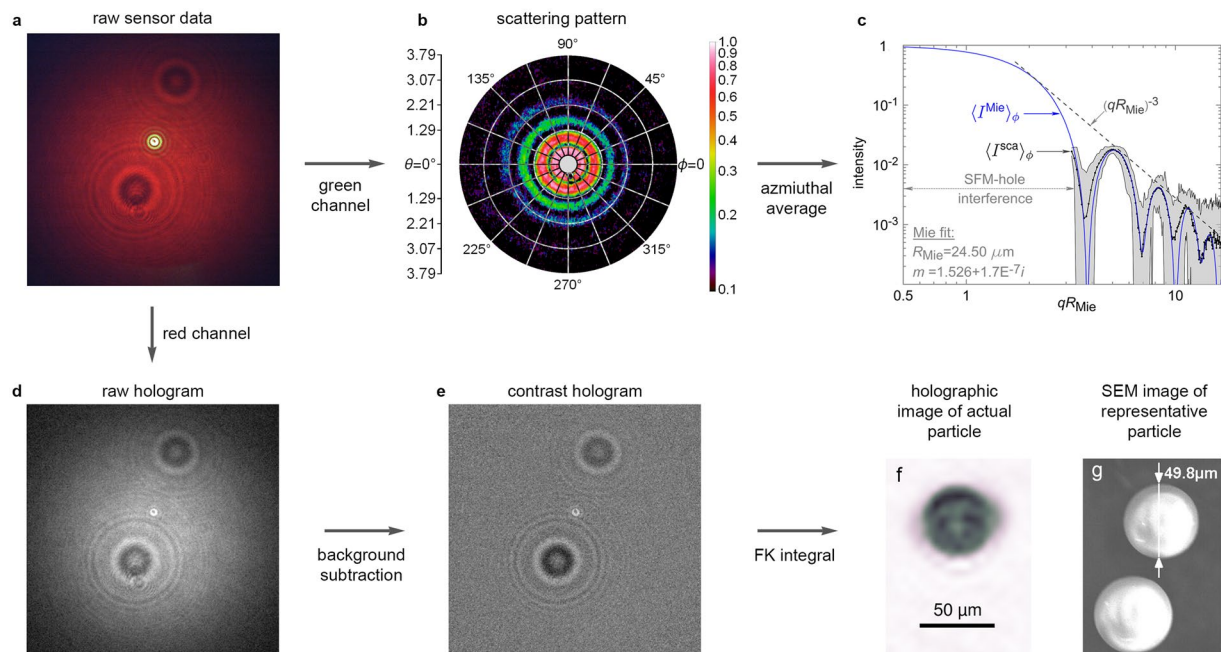 a
raw sensor data
b
scattering pattern
c
3.79
3.07
2.21
1.29
θ=0°
1.29
2.21
3.07
3.79
90°
135°
45°
ϕ=0
225°
315°
270°
1.0
0.9
0.8
0.7
0.6
0.5
0.4
0.3
0.2
0.1
green
channel
azmiuthal
average
intensity
1
10⁻¹
10⁻²
10⁻³
⟨I^Mie⟩ϕ
(qR_Mie)⁻³
⟨I^sca⟩ϕ
SFM-hole
interference
Mie fit:
R_Mie=24.50 μm
m =1.526+1.7E⁻⁷i
0.5
1
qR_Mie
10
red channel
d
raw hologram
e
contrast hologram
background
subtraction
FK integral
holographic
image of actual
particle
f
50 μm
SEM image of
representative
particle
g
49.8μm